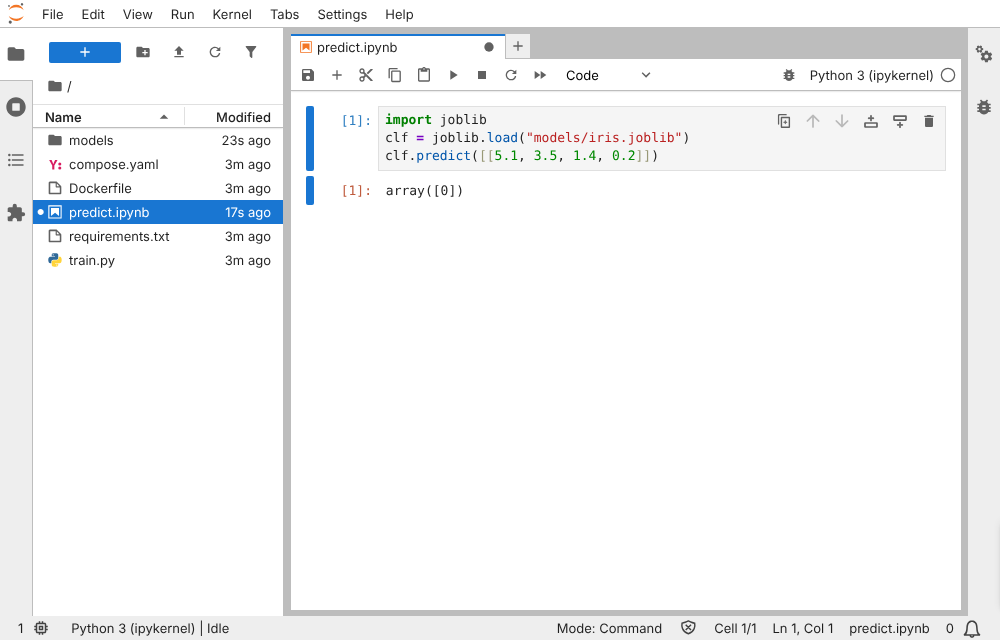 File Edit View Run Kernel Tabs Settings Help
predict.ipynb
Code
Python 3 (ipykernel)
/
Name Modified
models 23s ago
compose.yaml 3m ago
Dockerfile 3m ago
predict.ipynb 17s ago
requirements.txt 3m ago
train.py 3m ago
[1]: import joblib
clf = joblib.load("models/iris.joblib")
clf.predict([[5.1, 3.5, 1.4, 0.2]])
[1]: array([0])
1 Python 3 (ipykernel) | Idle Mode: Command Cell 1/1 Ln 1, Col 1 predict.ipynb 0